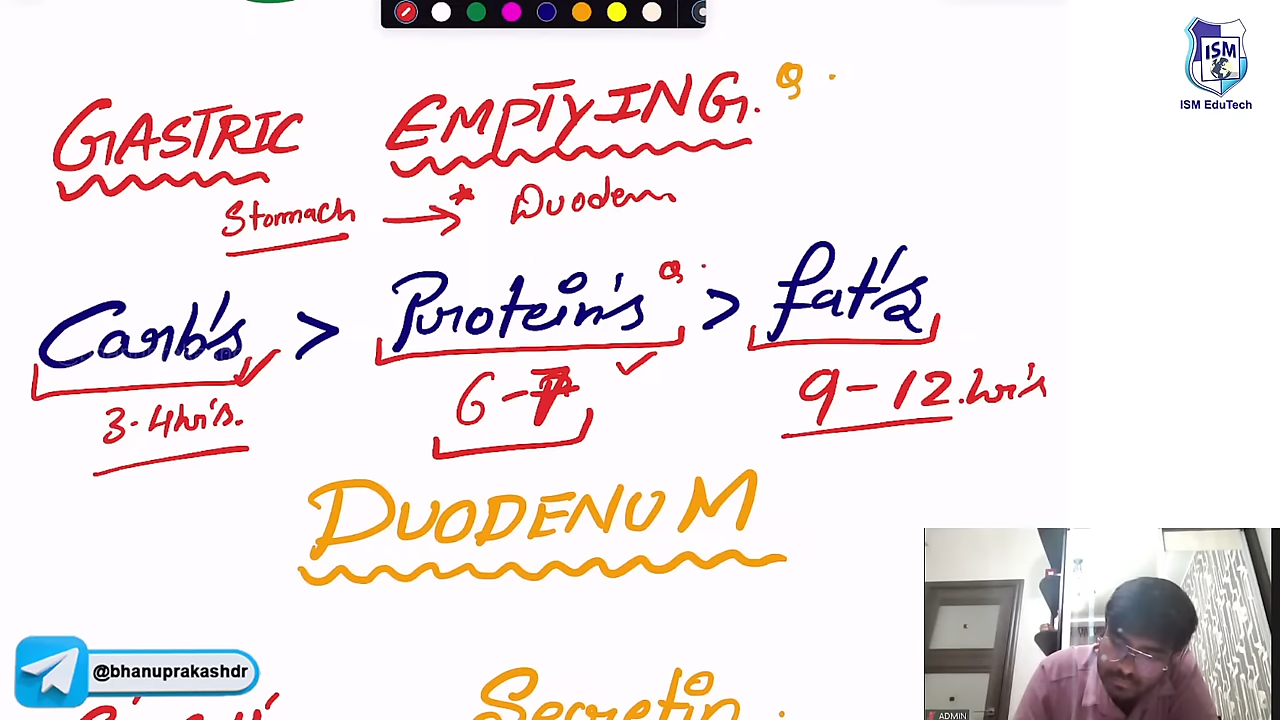 ISM
ISM EduTech
GASTRIC EMPTYING. Q.
Stomach → * Duodenum
Carb's > Protein's Q. > fat's
3-4hr's. 6-7 9-12.hr's
DUODENUM
Secretin
@bhanuprakashdr
ADMIN